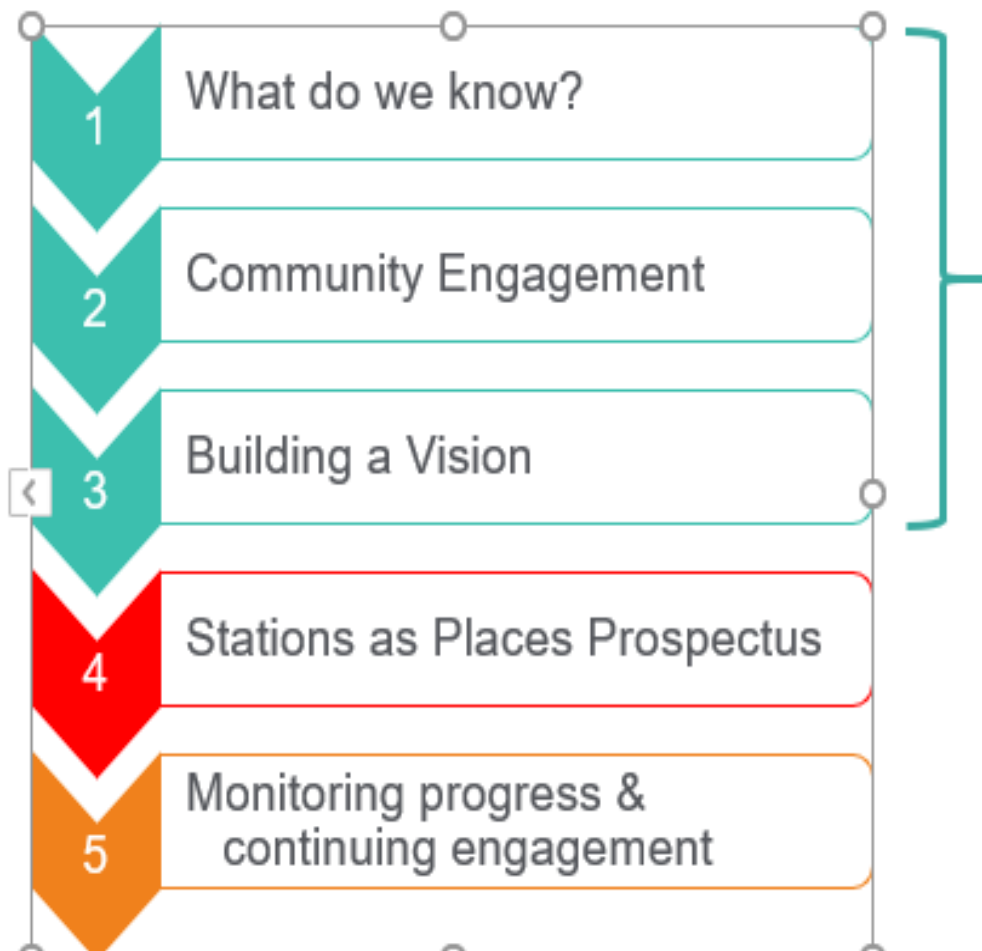 1
What do we know?
2
Community Engagement
3
Building a Vision
4
Stations as Places Prospectus
5
Monitoring progress &
continuing engagement